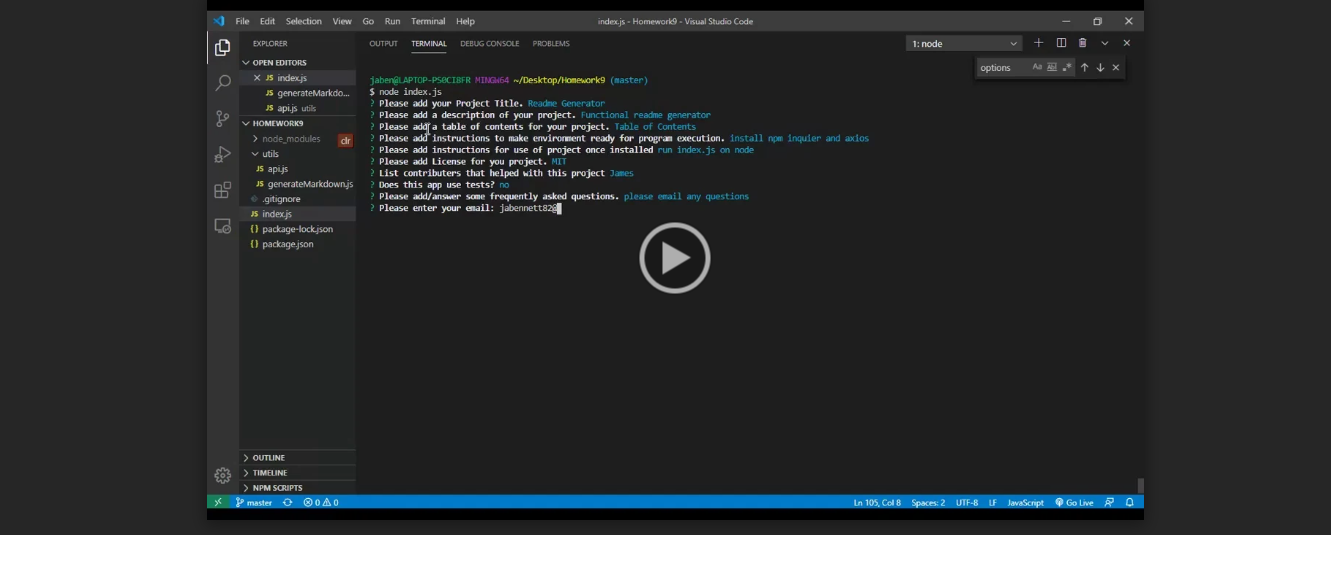 File Edit Selection View Go Run Terminal Help index.js - Homework9 - Visual Studio Code
EXPLORER
OPEN EDITORS
JS index.js
JS generateMarkdo...
JS api.js utils
HOMEWORK9
node_modules
clr
utils
JS api.js
JS generateMarkdown.js
.gitignore
JS index.js
{} package-lock.json
{} package.json
OUTLINE
TIMELINE
NPM SCRIPTS
OUTPUT TERMINAL DEBUG CONSOLE PROBLEMS 1: node
options Aa
jaben@LAPTOP-PS0CI8FR MINGW64 ~/Desktop/Homework9 (master)
$ node index.js
? Please add your Project Title. Readme Generator
? Please add a description of your project. Functional readme generator
? Please add a table of contents for your project. Table of Contents
? Please add instructions to make environment ready for program execution. install npm inquier and axios
? Please add instructions for use of project once installed run index.js on node
? Please add License for you project. MIT
? List contributers that helped with this project James
? Does this app use tests? no
? Please add/answer some frequently asked questions. please email any questions
? Please enter your email: jabennett82@
master 0 0 Ln 105, Col 8 Spaces: 2 UTF-8 LF JavaScript Go Live